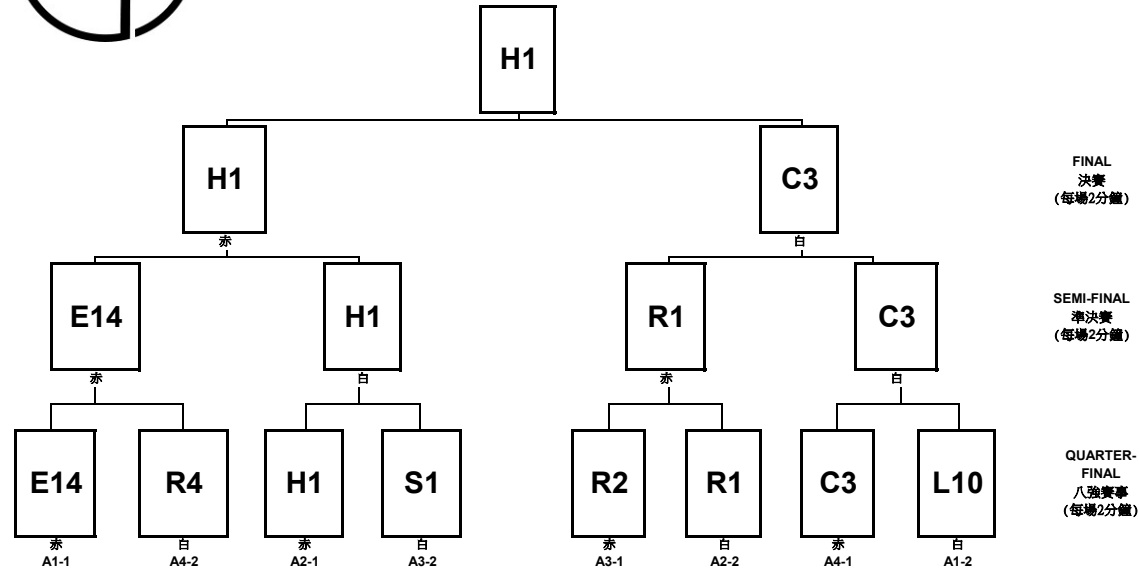 H1
H1
C3
FINAL
決賽
(每場2分鐘)
赤
白
E14
H1
R1
C3
SEMI-FINAL
準決賽
(每場2分鐘)
赤
白
赤
白
E14
R4
H1
S1
R2
R1
C3
L10
QUARTER-
FINAL
八強賽事
(每場2分鐘)
赤
白
赤
白
赤
白
赤
白
A1-1
A4-2
A2-1
A3-2
A3-1
A2-2
A4-1
A1-2